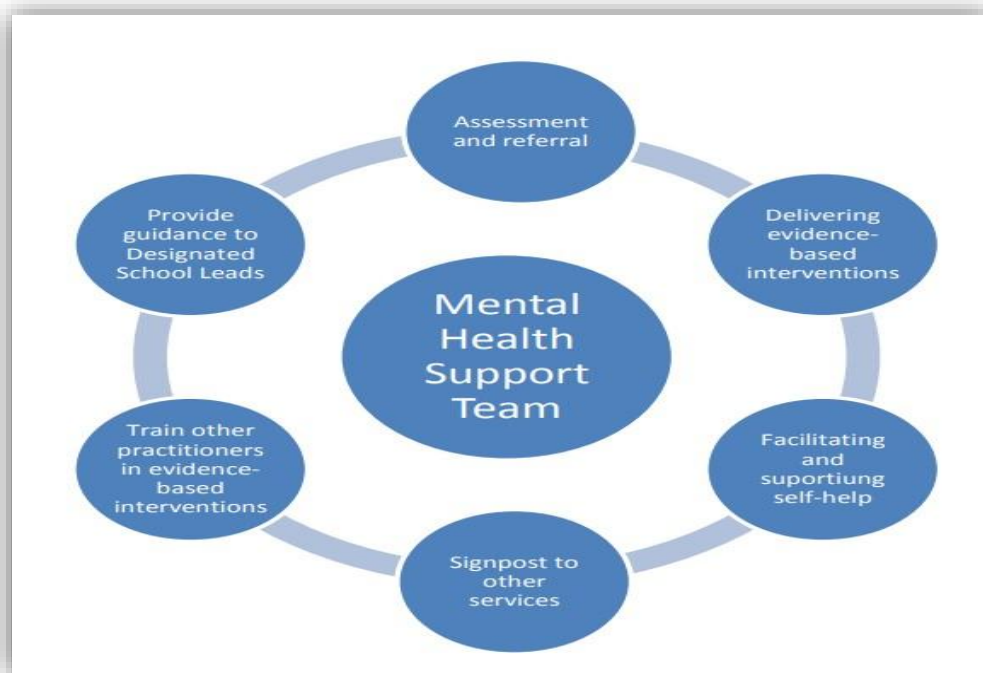 Assessment
and referral
Delivering
evidence-
based
interventions
Facilitating
and
suportiung
self-help
Signpost to
other
services
Train other
practitioners
in evidence-
based
interventions
Provide
guidance to
Designated
School Leads
Mental
Health
Support
Team